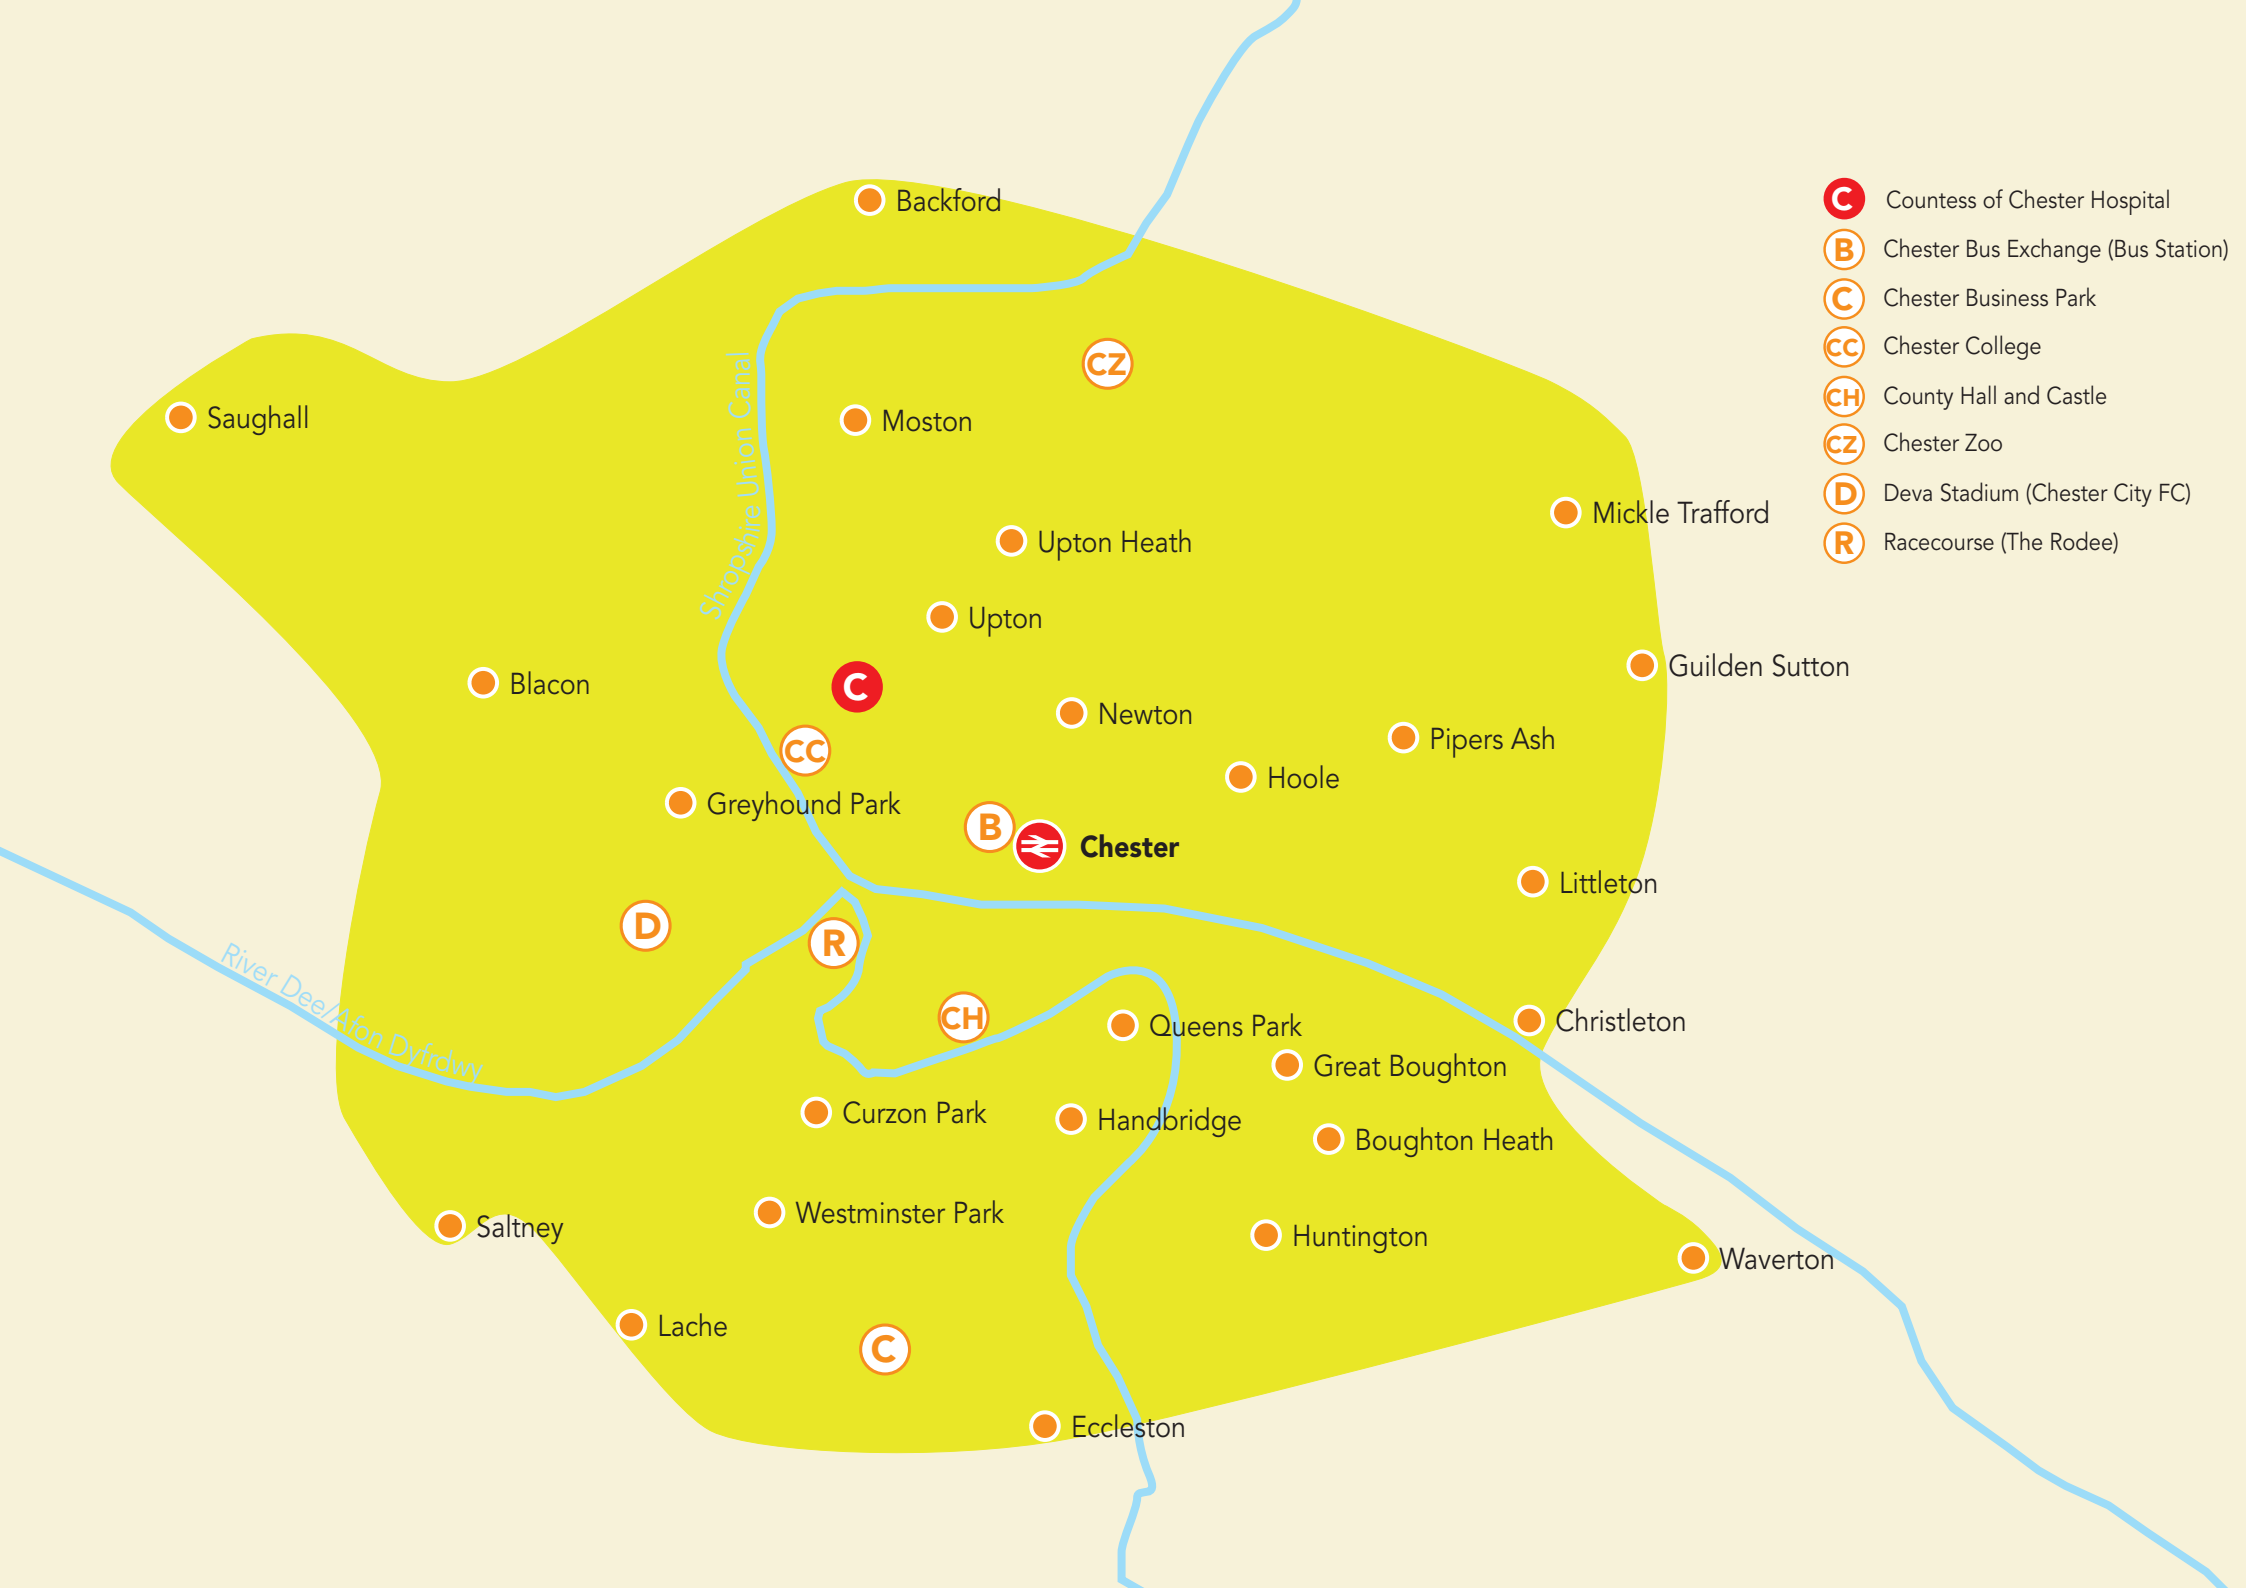 Backford
C Countess of Chester Hospital
B Chester Bus Exchange (Bus Station)
C Chester Business Park
CC Chester College
CH County Hall and Castle
CZ Chester Zoo
D Deva Stadium (Chester City FC)
R Racecourse (The Rodee)
CZ
Saughall
Moston
Shropshire Union Canal
Mickle Trafford
Upton Heath
Upton
Guilden Sutton
Blacon
C
Newton
Pipers Ash
CC
Hoole
Greyhound Park
B
Chester
Littleton
D
R
River Dee/Afon Dyfrdwy
CH
Christleton
Queens Park
Great Boughton
Curzon Park
Handbridge
Boughton Heath
Westminster Park
Saltney
Huntington
Waverton
Lache
C
Eccleston